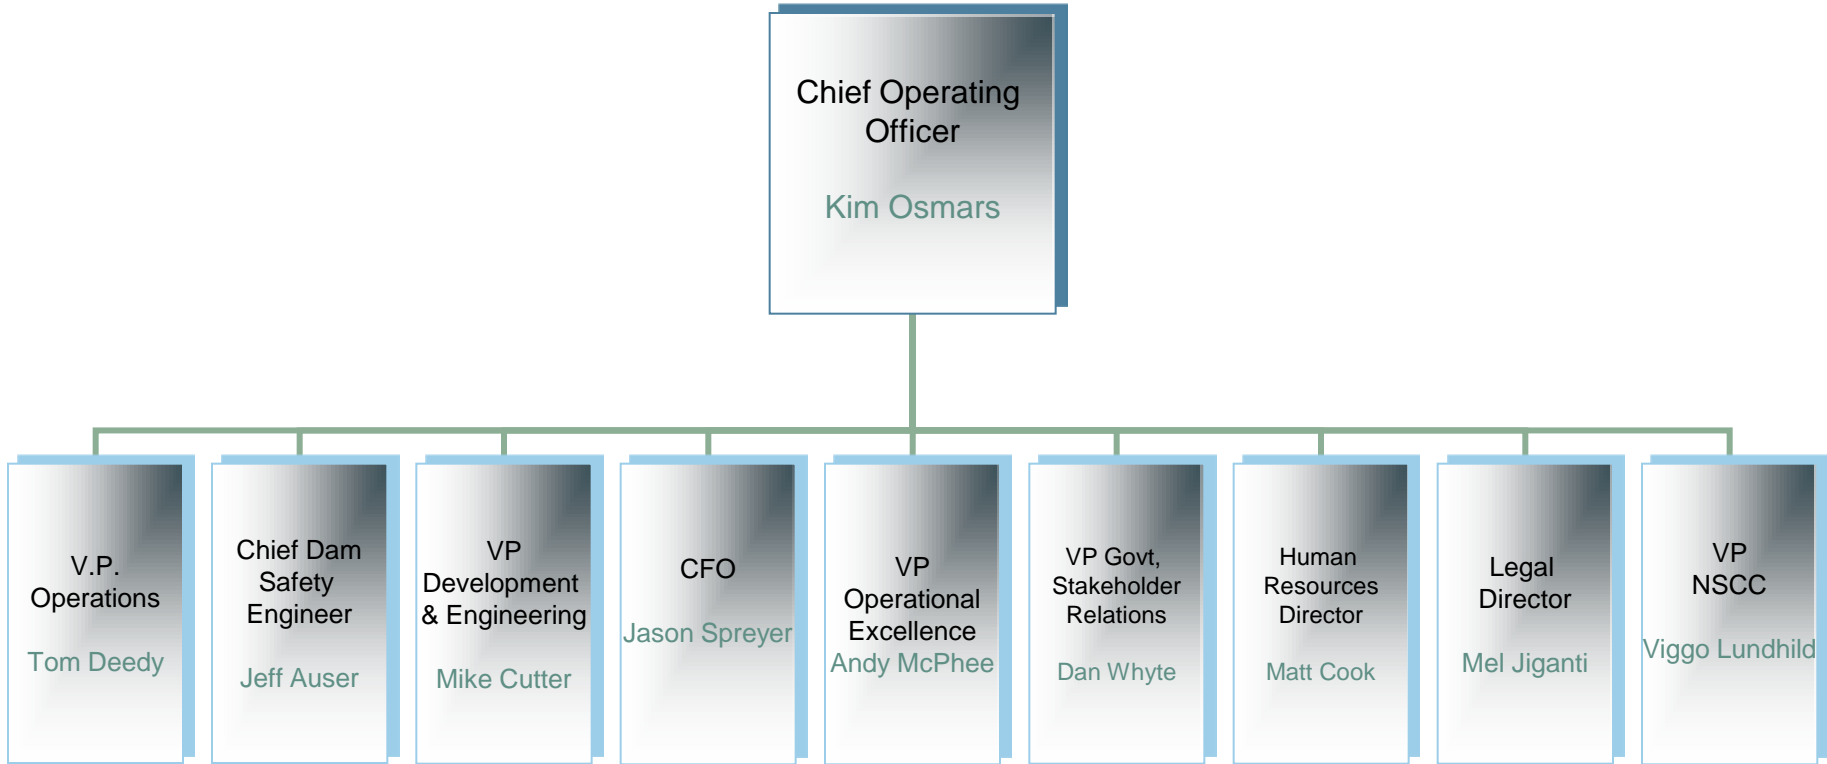 Chief Operating
Officer
Kim Osmars
V.P.
Operations
Tom Deedy
Chief Dam
Safety
Engineer
Jeff Auser
VP
Development
& Engineering
Mike Cutter
CFO
Jason Spreyer
VP
Operational
Excellence
Andy McPhee
VP Govt,
Stakeholder
Relations
Dan Whyte
Human
Resources
Director
Matt Cook
Legal
Director
Mel Jiganti
VP
NSCC
Viggo Lundhild